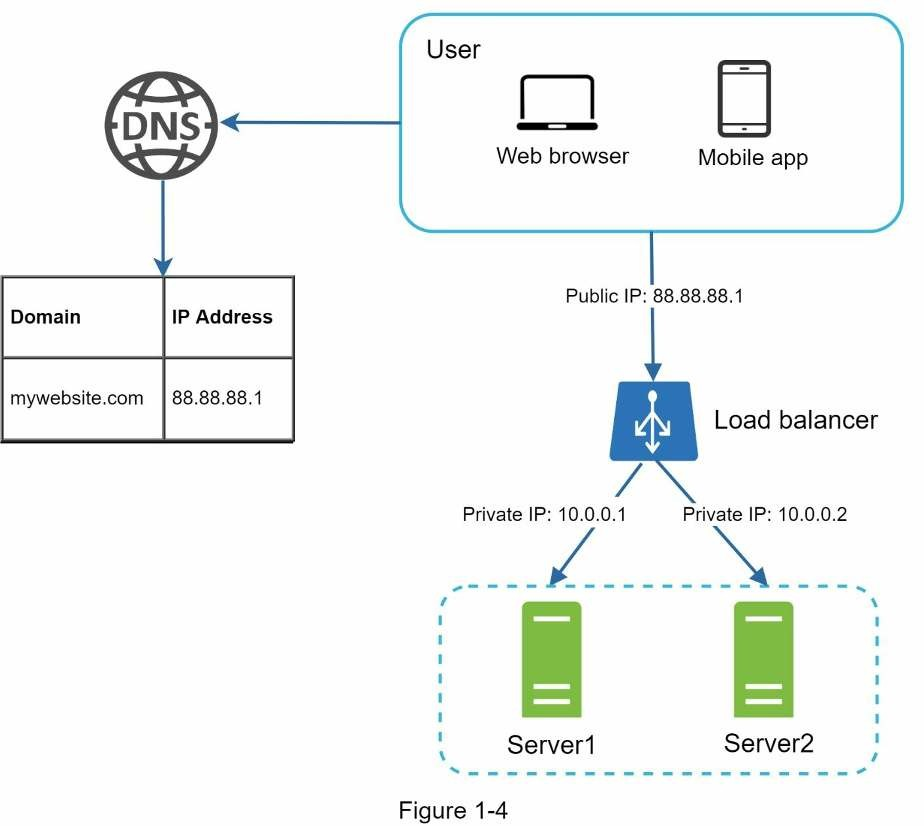 User
DNS
Web browser
Mobile app
Public IP: 88.88.88.1
Domain
IP Address
mywebsite.com
88.88.88.1
Load balancer
Private IP: 10.0.0.1
Private IP: 10.0.0.2
Server1
Server2
Figure 1-4